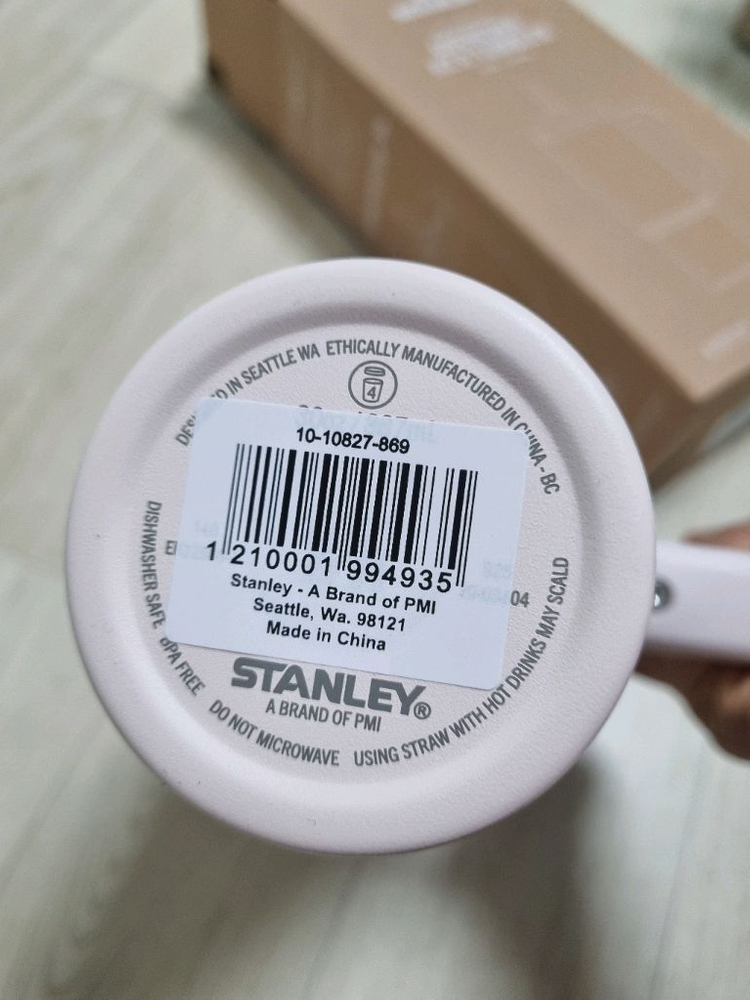 IN SEATTLE WA ETHICALLY MANUFACTURED IN CHINA - BC
4
10-10827-869
1 210001 994935
Stanley - A Brand of PMI
Seattle, Wa. 98121
Made in China
04
DISHWASHER SAFE BPA FREE
STANLEY®
A BRAND OF PMI
DO NOT MICROWAVE USING STRAW WITH HOT DRINKS MAY SCALD